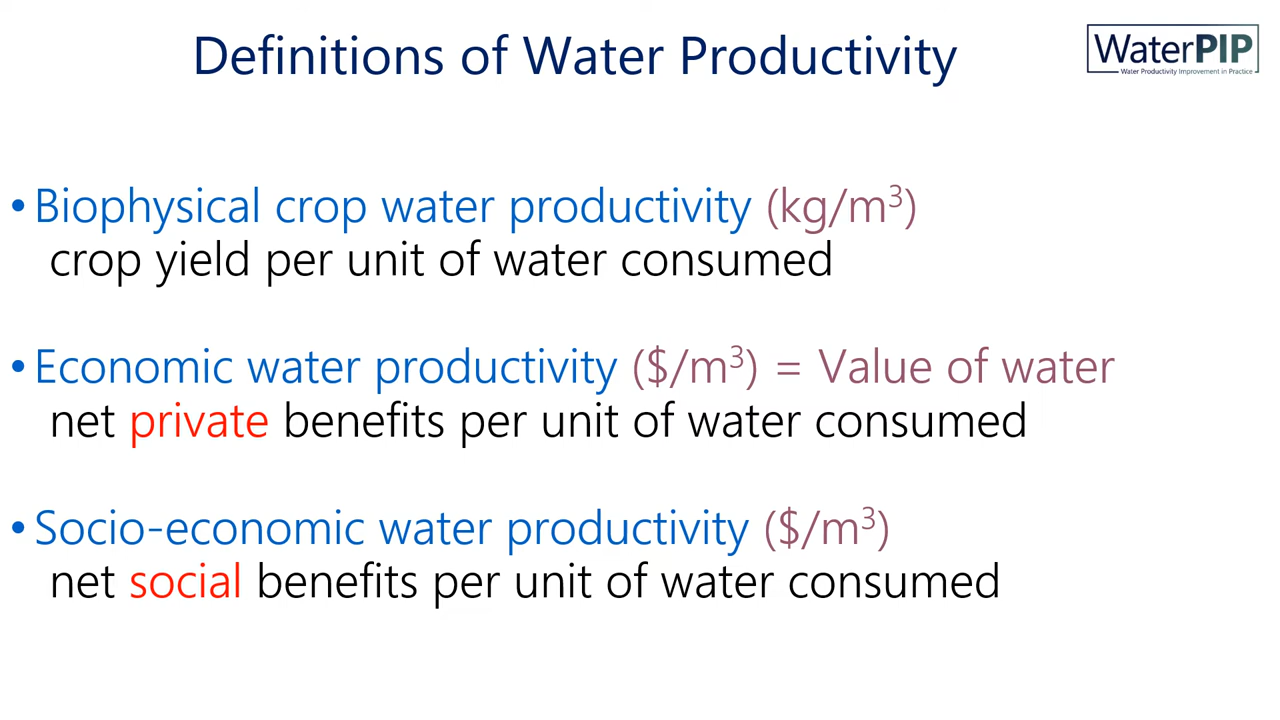 Definitions of Water Productivity
WaterPIP
Water Productivity Improvement in Practice
• Biophysical crop water productivity (kg/m³)
crop yield per unit of water consumed
• Economic water productivity ($/m³) = Value of water
net private benefits per unit of water consumed
• Socio-economic water productivity ($/m³)
net social benefits per unit of water consumed